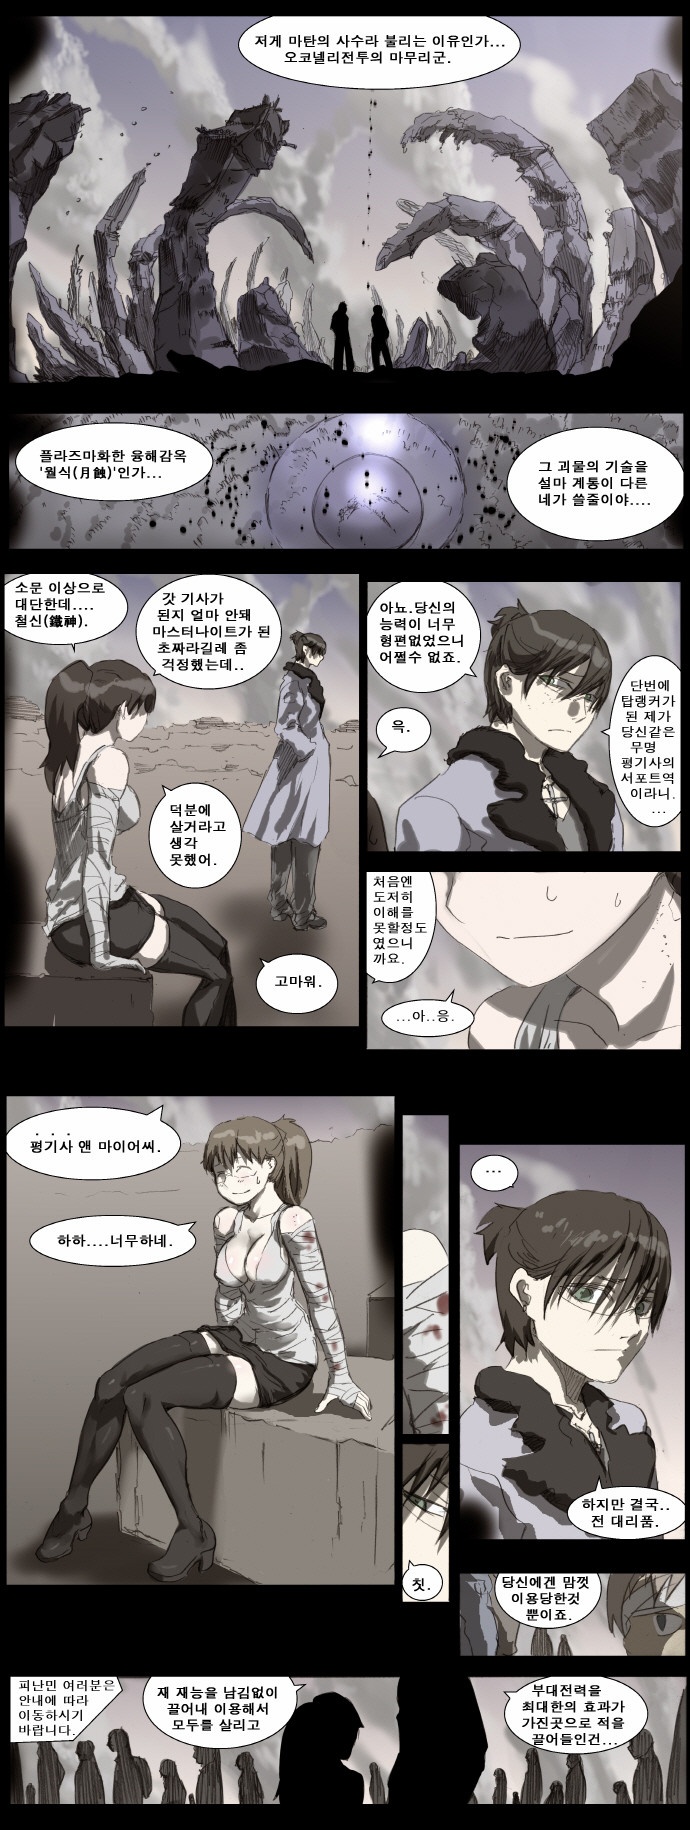 저게 마탄의 사수라 불리는 이유인가...
오코넬리전투의 마무리군.
플라즈마화한 융해감옥
'월식(月蝕)'인가...
그 괴물의 기술을
설마 계통이 다른
네가 쓸줄이야....
소문 이상으로
대단한데....
철신(鐵神).
갓 기사가
된지 얼마 안돼
마스터나이트가 된
초짜라길레 좀
걱정했는데..
덕분에
살거라고
생각
못했어.
고마워.
아뇨.당신의
능력이 너무
형편없었으니
어쩔수 없죠.
윽.
단번에
탑랭커가
된 제가
당신같은
무명
평기사의
서포트역
이라니.
...
처음엔
도저히
이해를
못할정도
였으니
까요.
...아..응.
평기사 앤 마이어씨.
하하....너무하네.
칫.
...
하지만 결국..
전 대리품.
당신에겐 맘껏
이용당한것
뿐이죠.
피난민 여러분은
안내에 따라
이동하시기
바랍니다.
재 재능을 남김없이
끌어내 이용해서
모두를 살리고
부대전력을
최대한의 효과가
가진곳으로 적을
끌어들인건...